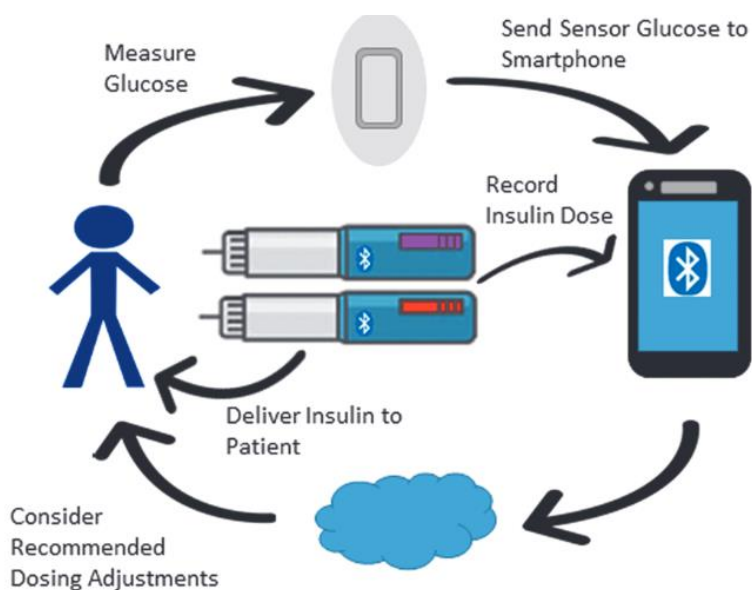 Measure
Glucose
Send Sensor Glucose to
Smartphone
Record
Insulin Dose
Deliver Insulin to
Patient
Consider
Recommended
Dosing Adjustments